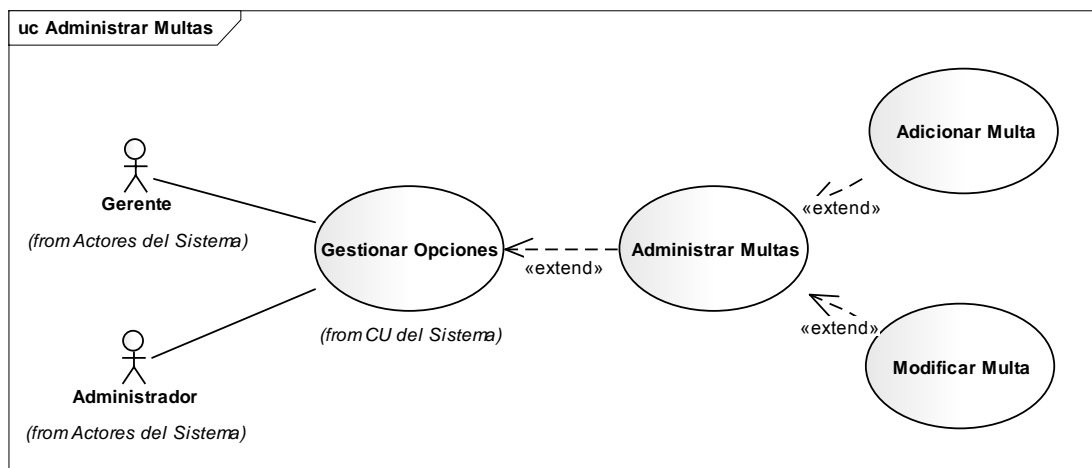 uc Administrar Multas
Adicionar Multa
Gerente
(from Actores del Sistema)
«extend»
Gestionar Opciones
Administrar Multas
«extend»
(from CU del Sistema)
«extend»
Modificar Multa
Administrador
(from Actores del Sistema)